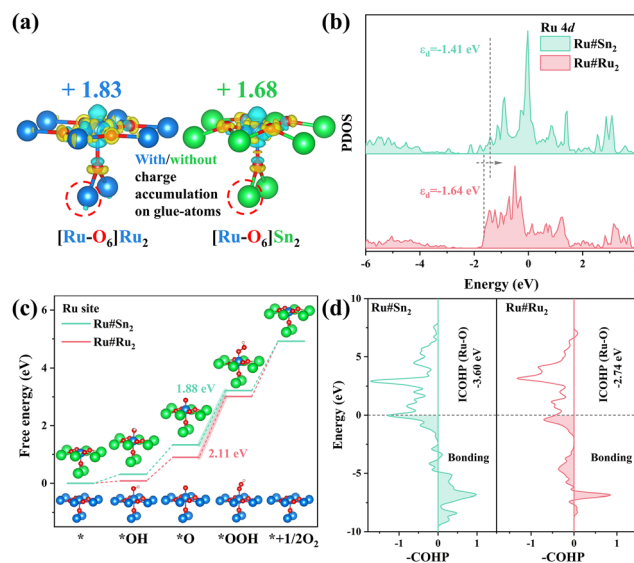 (a)
+ 1.83
+ 1.68
With/without
charge
accumulation
on glue-atoms
[Ru-O6]Ru2
[Ru-O6]Sn2
(b)
Ru 4d
Ru#Sn2
Ru#Ru2
εd=-1.41 eV
εd=-1.64 eV
PDOS
-6 -4 -2 0 2
Energy (eV)
(c)
Ru site
Ru#Sn2
Ru#Ru2
1.88 eV
2.11 eV
Free energy (eV)
6
4
2
0
* *OH *O *OOH *+1/2O2
(d)
Ru#Sn2
Ru#Ru2
ICOHP (Ru-O)
-3.60 eV
ICOHP (Ru-O)
-2.74 eV
Bonding
Bonding
Energy (eV)
10
5
0
-5
-10
-1 0 1
-1 0 1
-COHP
-COHP